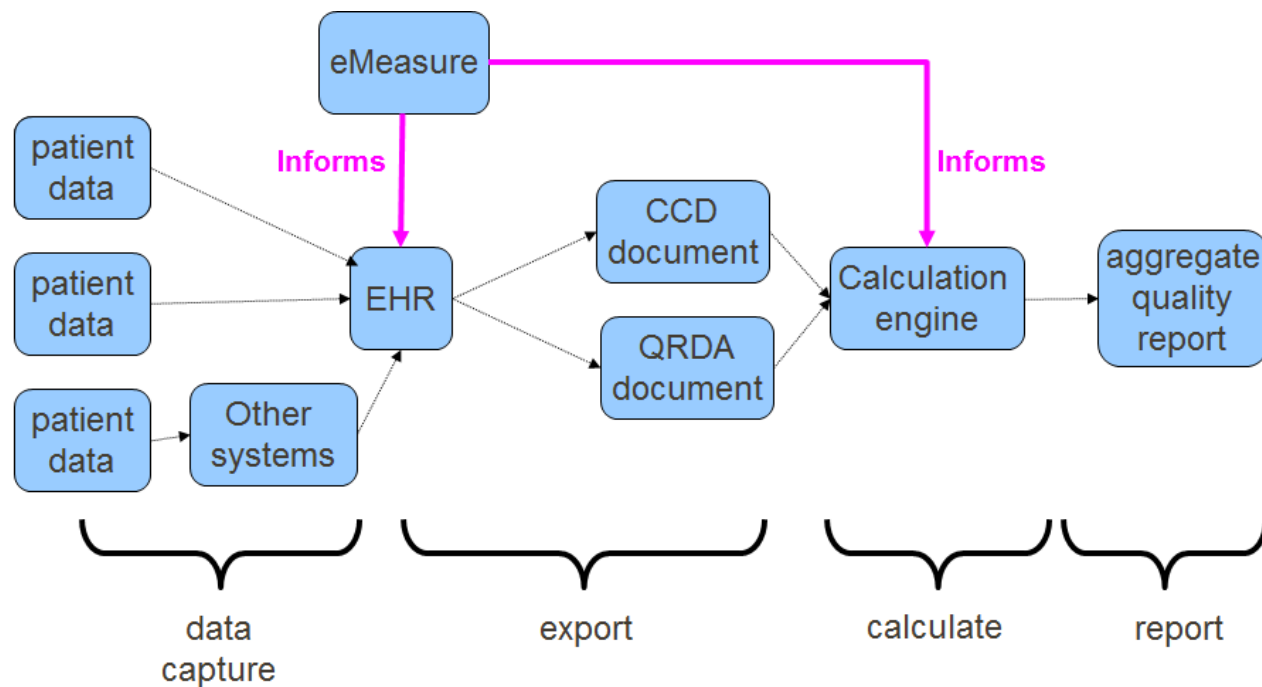 eMeasure
patient
data
Informs
Informs
CCD
document
patient
data
EHR
Calculation
engine
aggregate
quality
report
QRDA
document
patient
data
Other
systems
data
capture
export
calculate
report